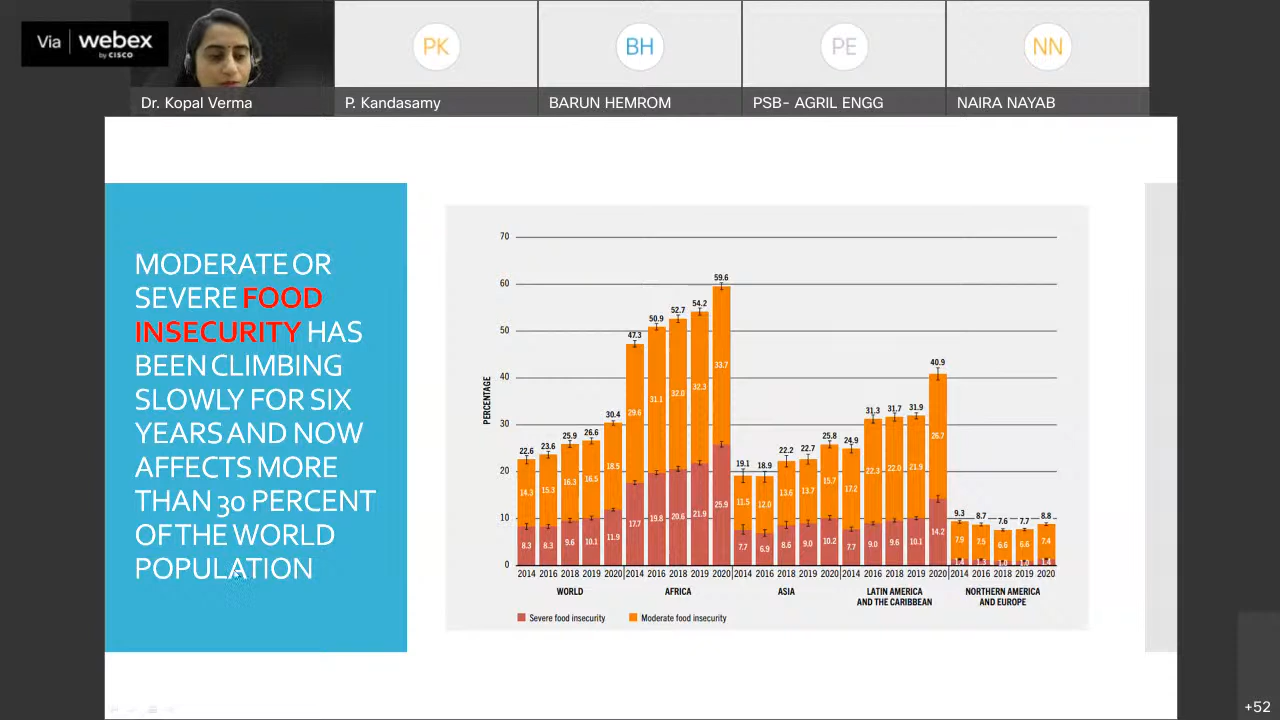 Via webex
by CISCO
PK
BH
PE
NN
Dr. Kopal Verma
P. Kandasamy
BARUN HEMROM
PSB- AGRIL ENGG
NAIRA NAYAB
MODERATE OR
SEVERE FOOD
INSECURITY HAS
BEEN CLIMBING
SLOWLY FOR SIX
YEARS AND NOW
AFFECTS MORE
THAN 30 PERCENT
OF THE WORLD
POPULATION
PERCENTAGE
70
60
50
40
30
20
10
0
22.6 23.6 25.9 26.6 30.4
14.3 15.3 16.3 16.5 18.5
8.3 8.3 9.6 10.1 11.9
47.3 50.9 52.7 54.2 59.6
29.6 31.1 32.0 32.3 33.7
17.7 19.8 20.6 21.9 25.9
19.1 18.9 22.2 22.7 25.8
11.5 12.0 13.6 13.7 15.7
7.7 6.9 8.6 9.0 10.2
24.9 31.3 31.7 31.9 40.9
17.2 22.3 22.0 21.9 26.7
7.7 9.0 9.6 10.1 14.2
9.3 8.7 7.6 7.7 8.8
7.9 7.5 6.6 6.6 7.4
2014 2016 2018 2019 2020 2014 2016 2018 2019 2020 2014 2016 2018 2019 2020 2014 2016 2018 2019 2020 2014 2016 2018 2019 2020
WORLD
AFRICA
ASIA
LATIN AMERICA
AND THE CARIBBEAN
NORTHERN AMERICA
AND EUROPE
Severe food insecurity
Moderate food insecurity
+52